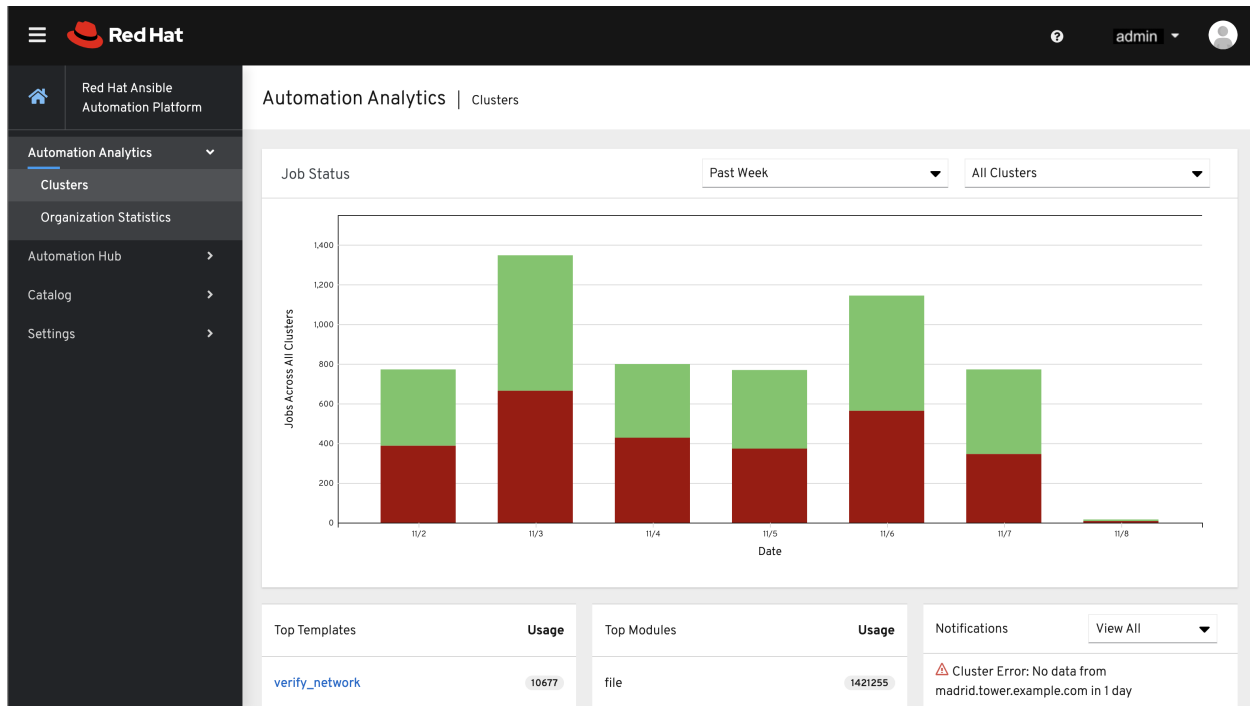 Red Hat
admin
Red Hat Ansible
Automation Platform
Automation Analytics | Clusters
Automation Analytics
Clusters
Organization Statistics
Automation Hub
Catalog
Settings
Job Status
Past Week
All Clusters
Jobs Across All Clusters
1,400
1,200
1,000
800
600
400
200
0
11/2 11/3 11/4 11/5 11/6 11/7 11/8
Date
Top Templates Usage
verify_network 10677
Top Modules Usage
file 1421255
Notifications View All
Cluster Error: No data from
madrid.tower.example.com in 1 day